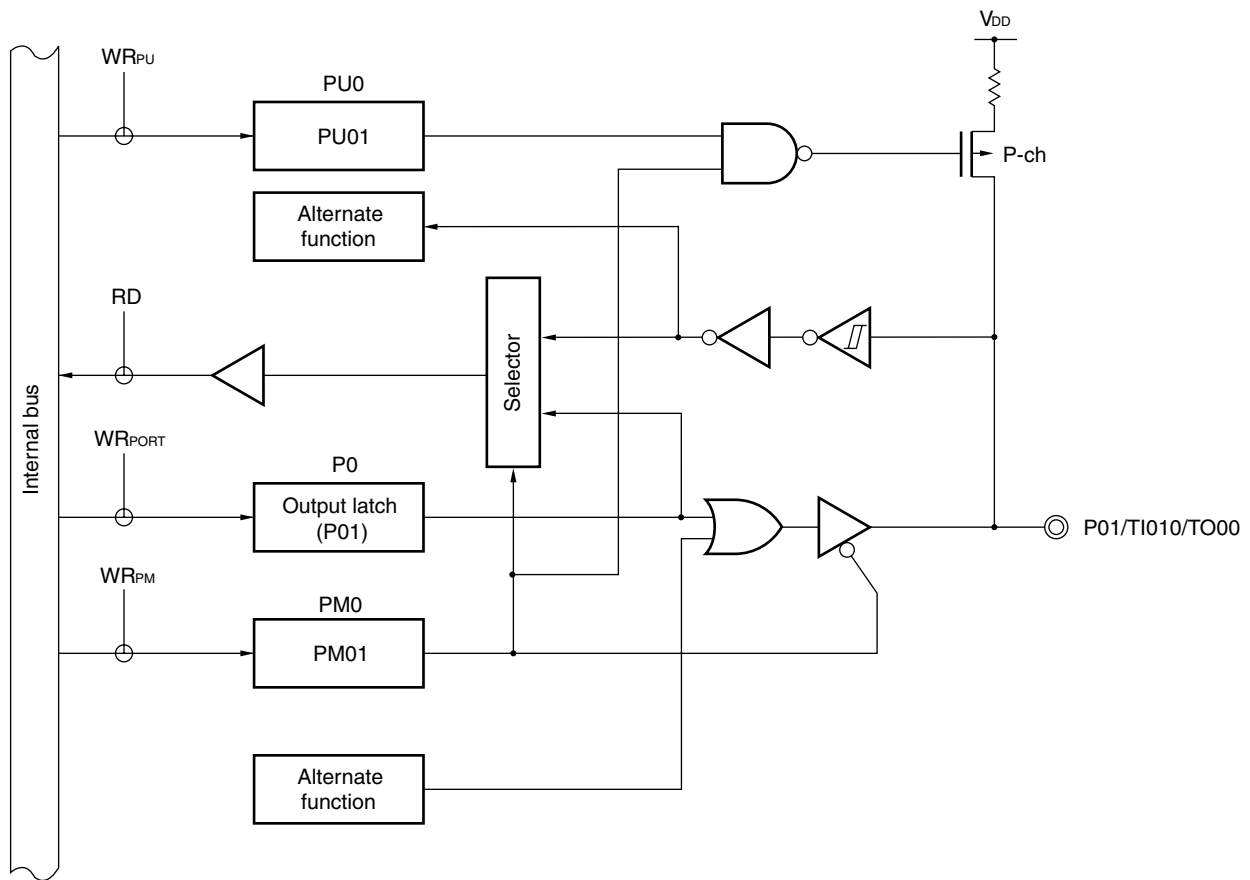 VDD
WRPU
PU0
PU01
P-ch
Alternate
function
RD
Selector
Internal bus
WRPORT
P0
Output latch
(P01)
P01/TI010/TO00
WRPM
PM0
PM01
Alternate
function